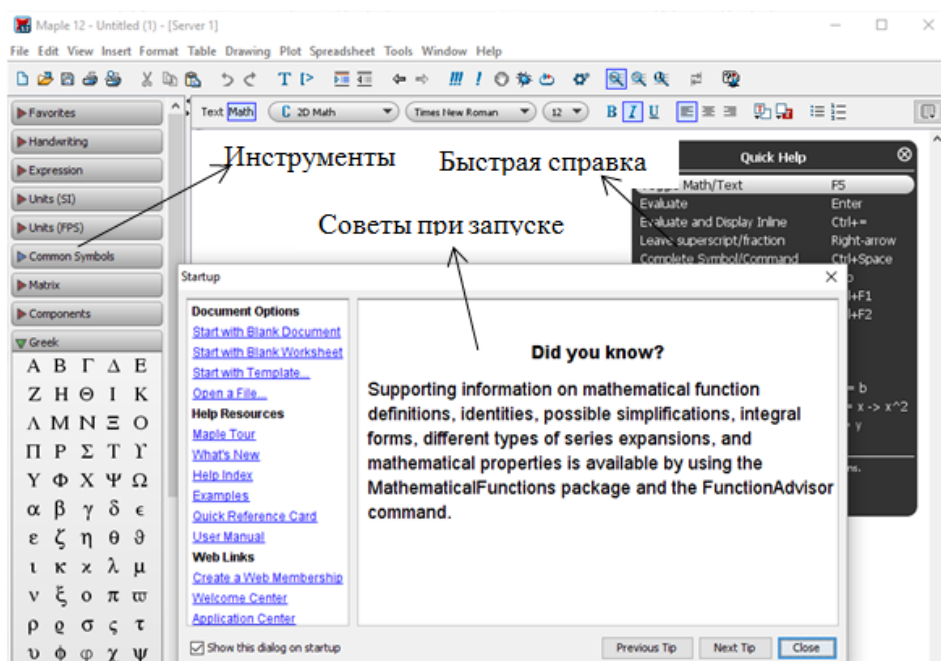 Maple 12 - Untitled (1) - [Server 1]
File Edit View Insert Format Table Drawing Plot Spreadsheet Tools Window Help
Text Math C 2D Math Times New Roman 12 B I U
Favorites
Handwriting
Expression
Units (SI)
Units (FPS)
Common Symbols
Matrix
Components
Greek
Α Β Γ Δ Ε
Ζ Η Θ Ι Κ
Λ Μ Ν Ξ Ο
Π Ρ Σ Τ ϒ
Υ Φ Χ Ψ Ω
α β γ δ ϵ
ε ζ η θ ϑ
ι κ ϰ λ μ
ν ξ ο π ϖ
ρ ϱ σ ς τ
υ ϕ φ χ ψ
Инструменты
Быстрая справка
Советы при запуске
Quick Help
Math/Text F5
Evaluate Enter
Evaluate and Display Inline Ctrl+=
Leave superscript/fraction Right-arrow
Complete Symbol/Command Ctrl+Space
+F1
+F2
= b
= x -> x^2
y
Startup
Document Options
Start with Blank Document
Start with Blank Worksheet
Start with Template...
Open a File...
Help Resources
Maple Tour
What's New
Help Index
Examples
Quick Reference Card
User Manual
Web Links
Create a Web Membership
Welcome Center
Application Center
Did you know?
Supporting information on mathematical function
definitions, identities, possible simplifications, integral
forms, different types of series expansions, and
mathematical properties is available by using the
MathematicalFunctions package and the FunctionAdvisor
command.
Show this dialog on startup
Previous Tip Next Tip Close